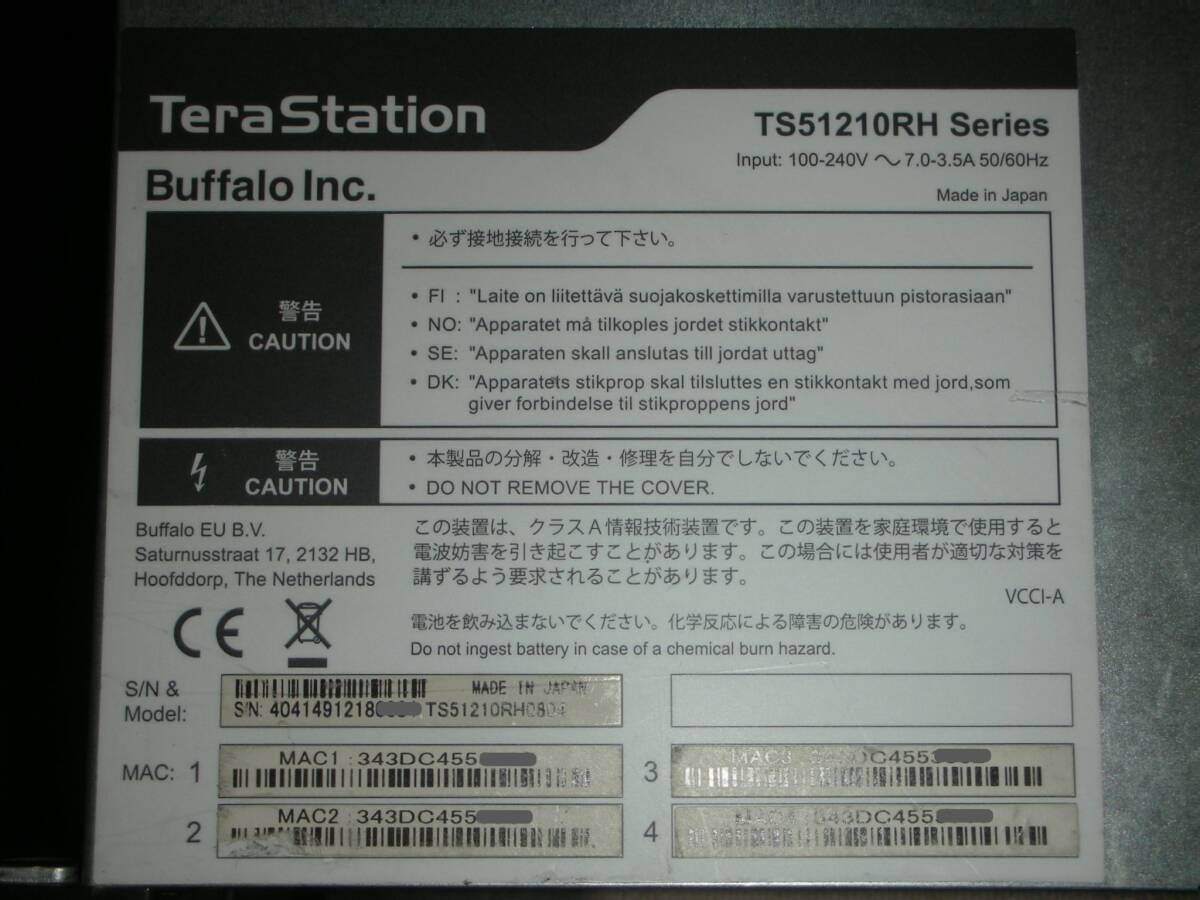 TeraStation
TS51210RH Series
Input: 100-240V ～ 7.0-3.5A 50/60Hz
Buffalo Inc.
Made in Japan
警告
CAUTION
• 必ず接地接続を行って下さい。
• FI : "Laite on liitettävä suojakoskettimilla varustettuun pistorasiaan"
• NO: "Apparatet må tilkoples jordet stikkontakt"
• SE: "Apparaten skall anslutas till jordat uttag"
• DK: "Apparatets stikprop skal tilsluttes en stikkontakt med jord,som
giver forbindelse til stikproppens jord"
警告
CAUTION
• 本製品の分解・改造・修理を自分でしないでください。
• DO NOT REMOVE THE COVER.
Buffalo EU B.V.
Saturnusstraat 17, 2132 HB,
Hoofddorp, The Netherlands
CE
この装置は、クラスA情報技術装置です。この装置を家庭環境で使用すると
電波妨害を引き起こすことがあります。この場合には使用者が適切な対策を
講ずるよう要求されることがあります。
VCCI-A
電池を飲み込まないでください。化学反応による障害の危険があります。
Do not ingest battery in case of a chemical burn hazard.
S/N &
Model:
MADE IN JAPAN
S/N: 4041491218 TS51210RH0804
MAC: 1
MAC1 : 343DC455
2
MAC2 : 343DC455
3
MAC3 : 343DC455
4
343DC455